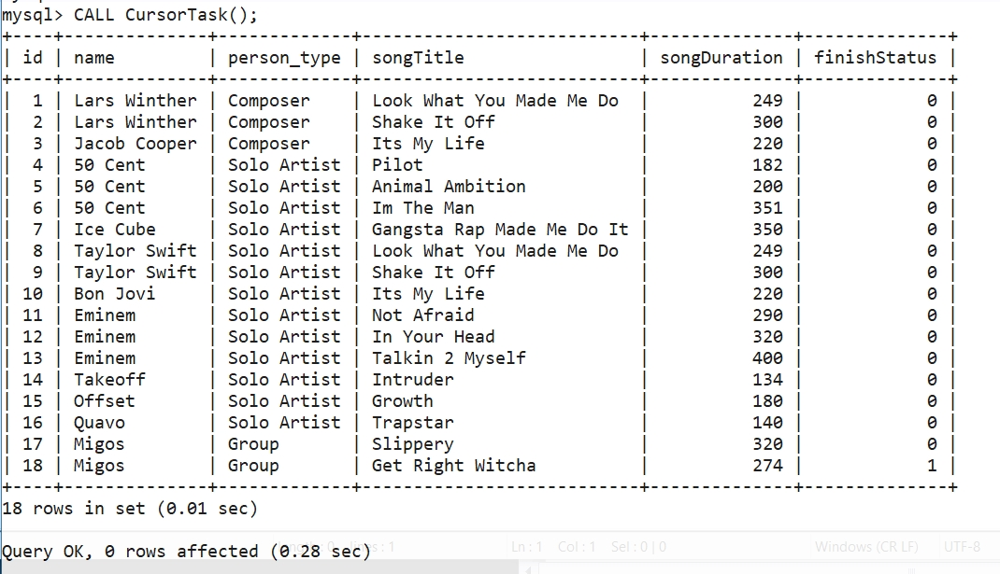 mysql> CALL CursorTask();
+----+--------------+-------------+----------------------------+--------------+--------------+
| id | name         | person_type | songTitle                  | songDuration | finishStatus |
+----+--------------+-------------+----------------------------+--------------+--------------+
|  1 | Lars Winther | Composer    | Look What You Made Me Do   |          249 |            0 |
|  2 | Lars Winther | Composer    | Shake It Off               |          300 |            0 |
|  3 | Jacob Cooper | Composer    | Its My Life                |          220 |            0 |
|  4 | 50 Cent      | Solo Artist | Pilot                      |          182 |            0 |
|  5 | 50 Cent      | Solo Artist | Animal Ambition            |          200 |            0 |
|  6 | 50 Cent      | Solo Artist | Im The Man                 |          351 |            0 |
|  7 | Ice Cube     | Solo Artist | Gangsta Rap Made Me Do It  |          350 |            0 |
|  8 | Taylor Swift | Solo Artist | Look What You Made Me Do   |          249 |            0 |
|  9 | Taylor Swift | Solo Artist | Shake It Off               |          300 |            0 |
| 10 | Bon Jovi     | Solo Artist | Its My Life                |          220 |            0 |
| 11 | Eminem       | Solo Artist | Not Afraid                 |          290 |            0 |
| 12 | Eminem       | Solo Artist | In Your Head               |          320 |            0 |
| 13 | Eminem       | Solo Artist | Talkin 2 Myself            |          400 |            0 |
| 14 | Takeoff      | Solo Artist | Intruder                   |          134 |            0 |
| 15 | Offset       | Solo Artist | Growth                     |          180 |            0 |
| 16 | Quavo        | Solo Artist | Trapstar                   |          140 |            0 |
| 17 | Migos        | Group       | Slippery                   |          320 |            0 |
| 18 | Migos        | Group       | Get Right Witcha           |          274 |            1 |
+----+--------------+-------------+----------------------------+--------------+--------------+
18 rows in set (0.01 sec)
Query OK, 0 rows affected (0.28 sec)
Ln : 1 Col : 1 Sel : 0 | 0 Windows (CR LF) UTF-8